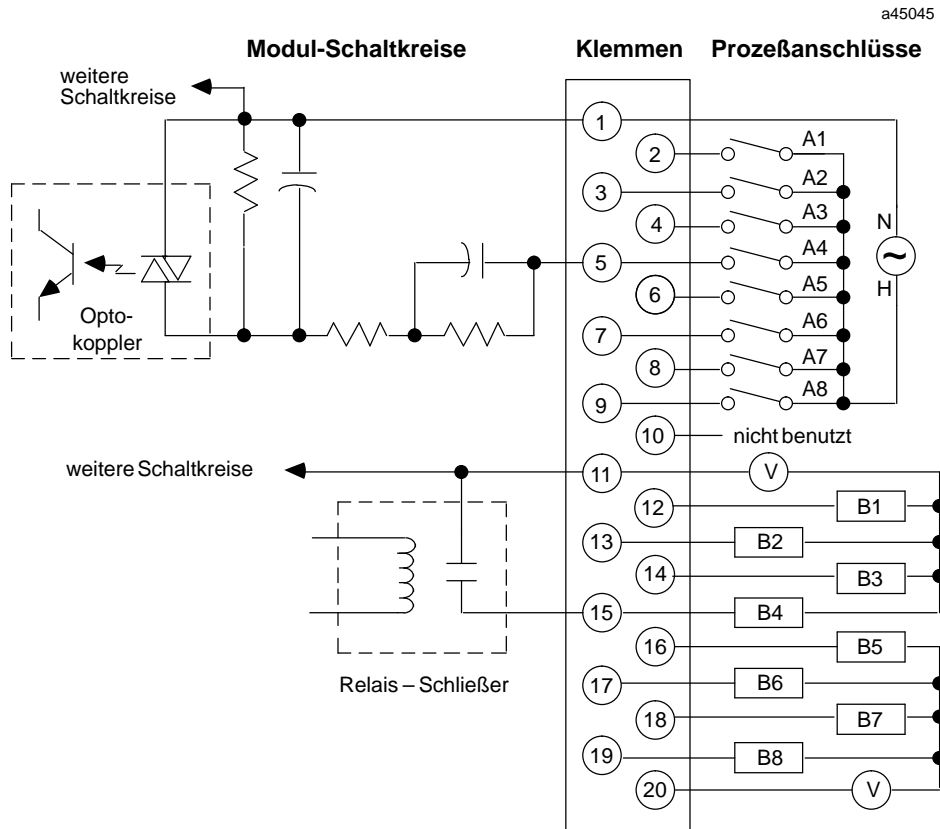 a45045
Modul-Schaltkreise Klemmen Prozeßanschlüsse
weitere
Schaltkreise
1
2 A1
3 A2
4 A3
N
5 A4
6 A5
~
H
Opto-
koppler
7 A6
8 A7
9 A8
10 nicht benutzt
weitere Schaltkreise 11 V
12 B1
13 B2
14 B3
15 B4
16 B5
Relais – Schließer
17 B6
18 B7
19 B8
20 V